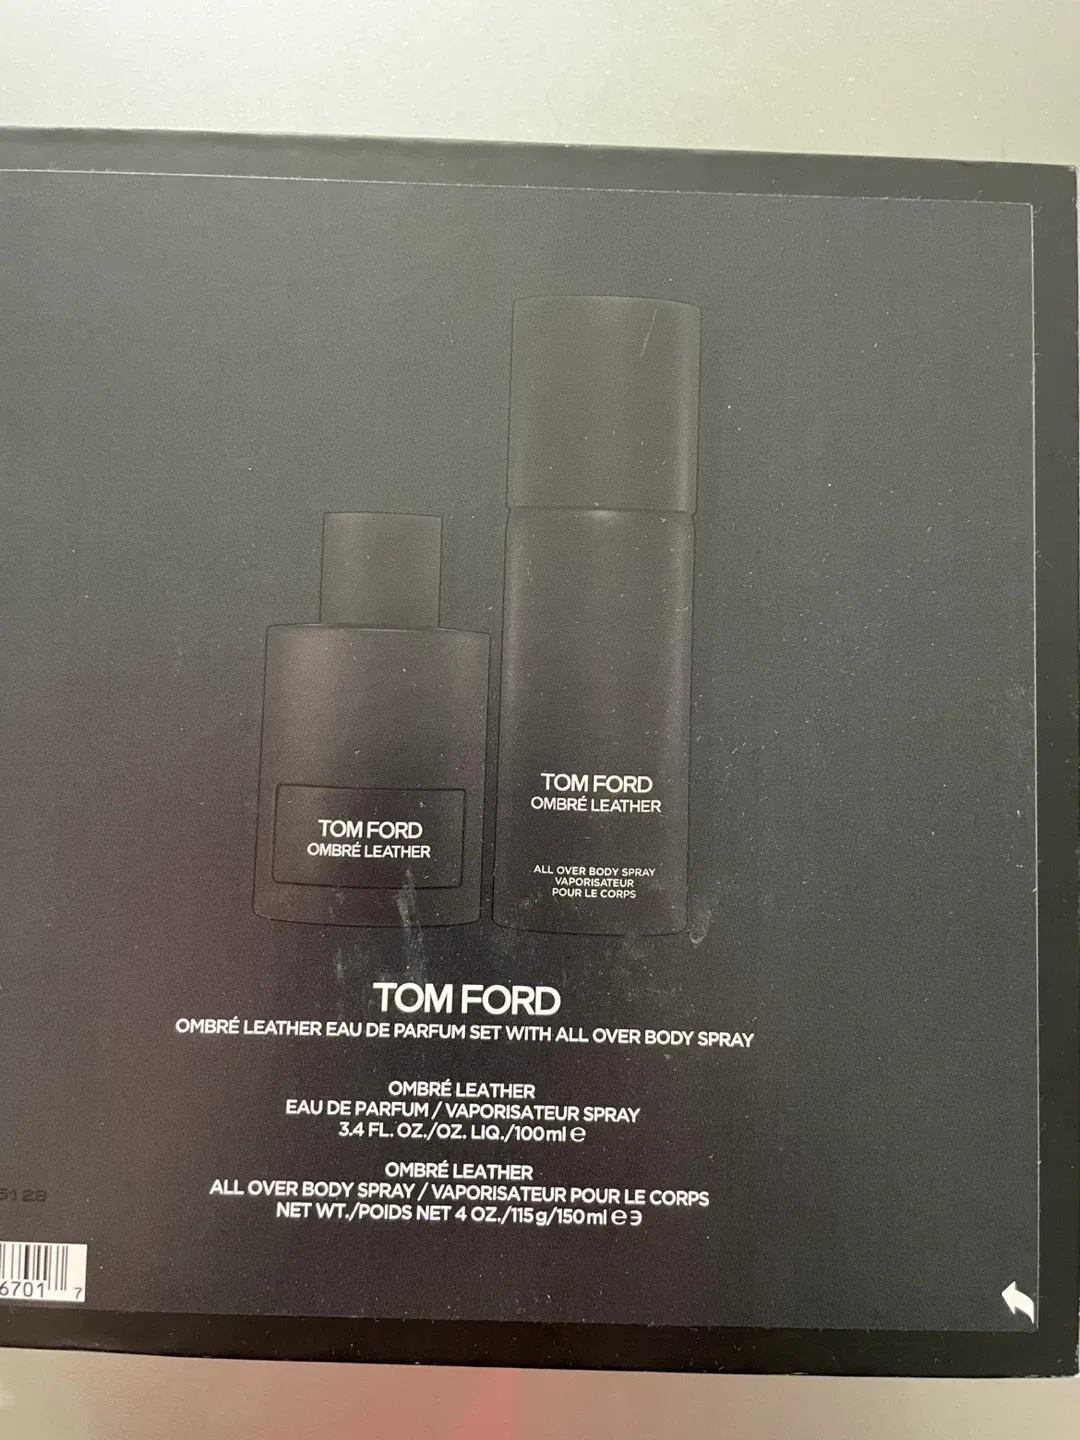 TOM FORD
OMBRÉ LEATHER
TOM FORD
OMBRÉ LEATHER
ALL OVER BODY SPRAY
VAPORISATEUR
POUR LE CORPS
TOM FORD
OMBRÉ LEATHER EAU DE PARFUM SET WITH ALL OVER BODY SPRAY
OMBRÉ LEATHER
EAU DE PARFUM / VAPORISATEUR SPRAY
3.4 FL. OZ./OZ. LIQ./100ml ℮
OMBRÉ LEATHER
ALL OVER BODY SPRAY / VAPORISATEUR POUR LE CORPS
NET WT./POIDS NET 4 OZ./115g/150ml ℮ 3
6701 7